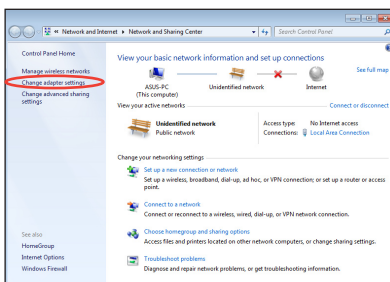 Network and Internet ▸ Network and Sharing Center
Search Control Panel
Control Panel Home
Manage wireless networks
Change adapter settings
Change advanced sharing
settings
See also
HomeGroup
Internet Options
Windows Firewall
View your basic network information and set up connections
See full map
ASUS-PC
(This computer)
Unidentified network
Internet
View your active networks
Connect or disconnect
Unidentified network
Public network
Access type: No Internet access
Connections: Local Area Connection
Change your networking settings
Set up a new connection or network
Set up a wireless, broadband, dial-up, ad hoc, or VPN connection; or set up a router or access
point.
Connect to a network
Connect or reconnect to a wireless, wired, dial-up, or VPN network connection.
Choose homegroup and sharing options
Access files and printers located on other network computers, or change sharing settings.
Troubleshoot problems
Diagnose and repair network problems, or get troubleshooting information.